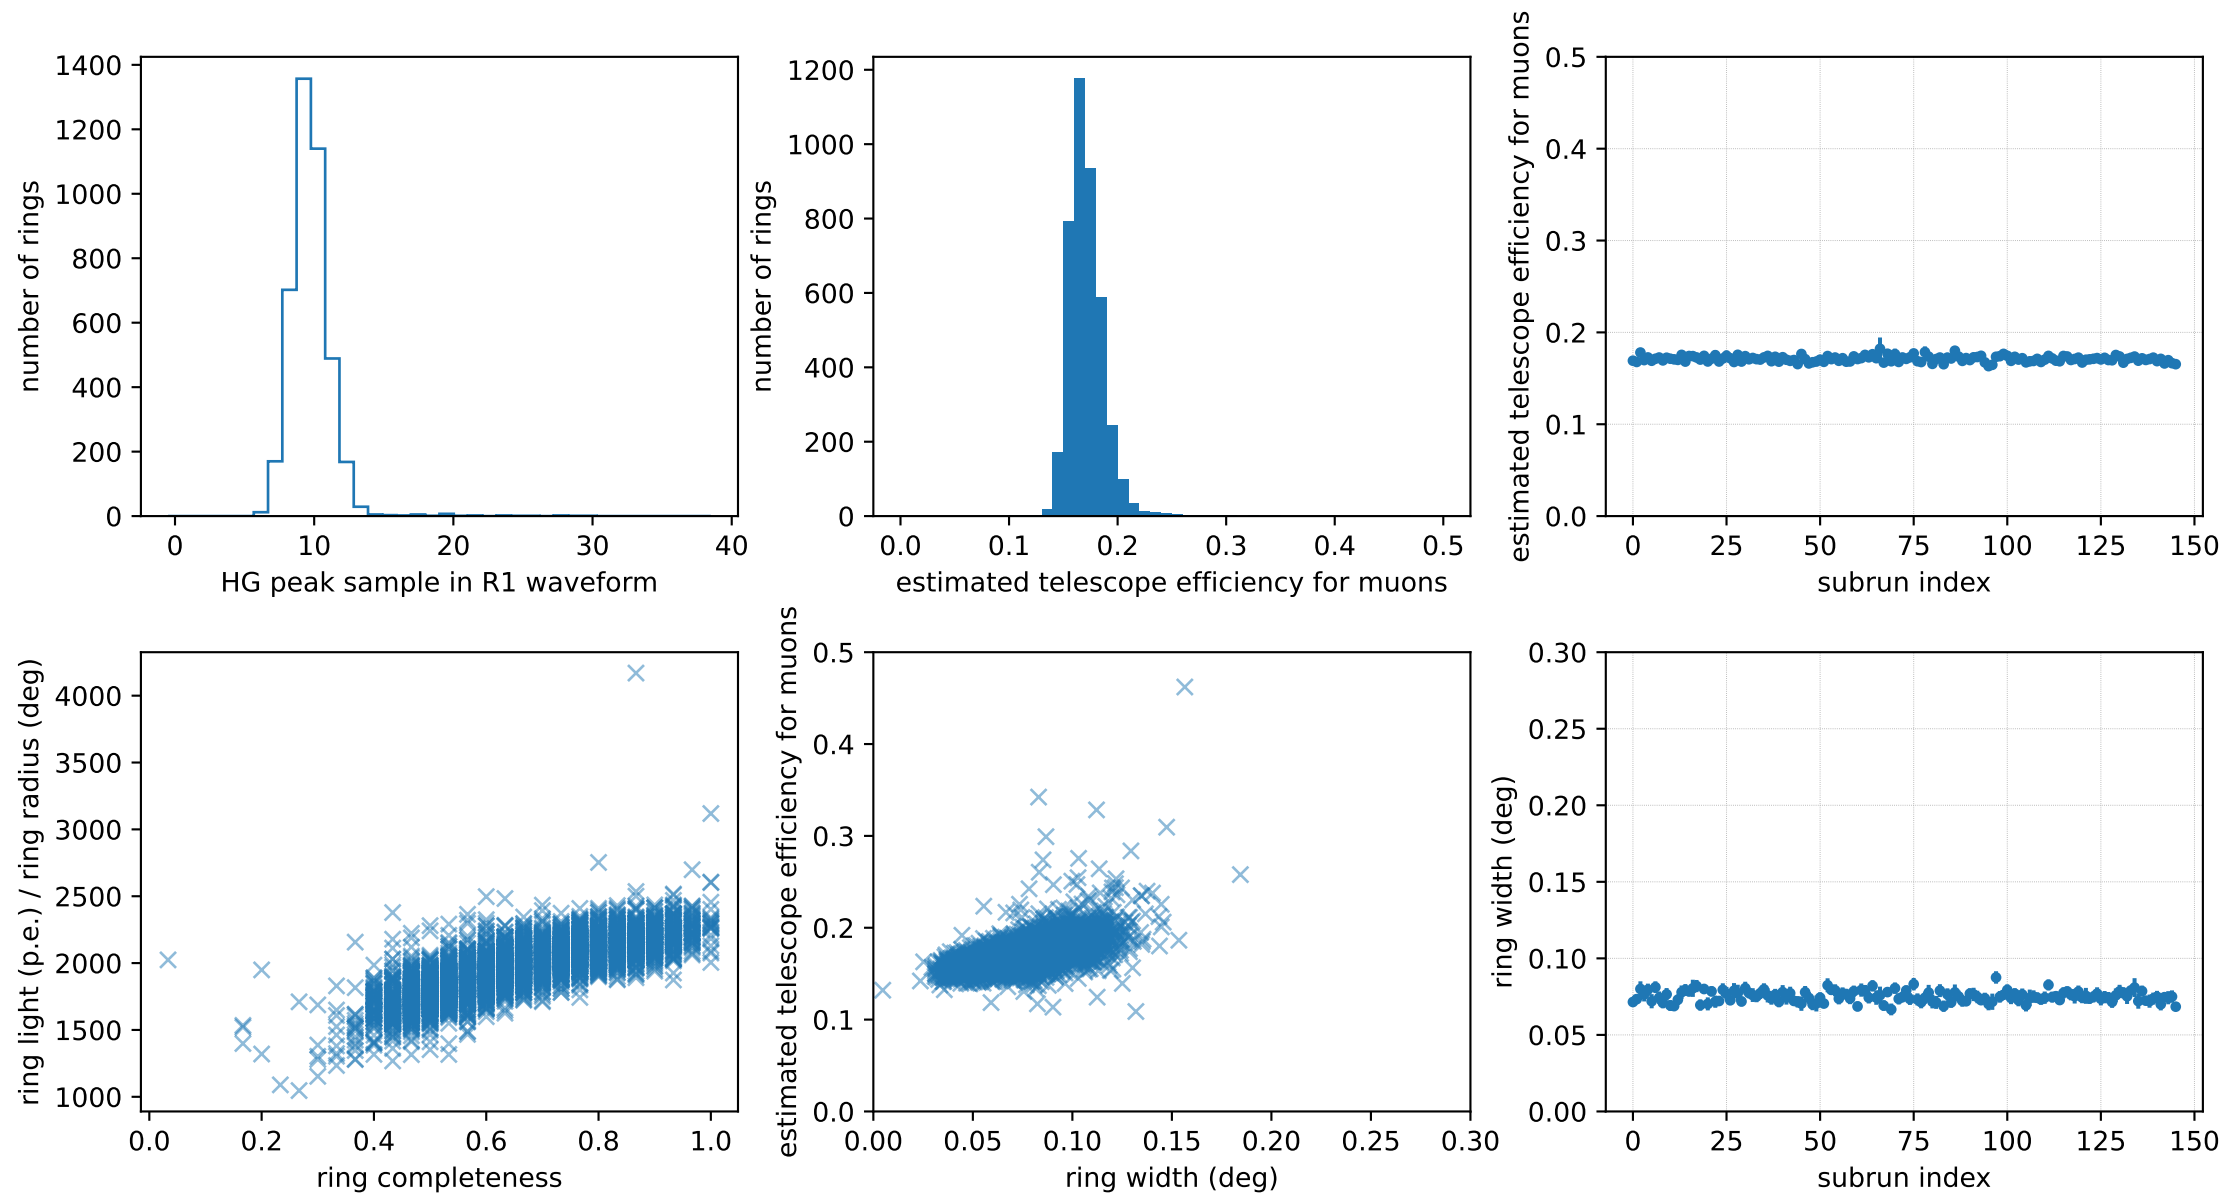 1400
1200
1000
800
600
400
200
0
number of rings
0 10 20 30 40
HG peak sample in R1 waveform
1200
1000
800
600
400
200
0
number of rings
0.0 0.1 0.2 0.3 0.4 0.5
estimated telescope efficiency for muons
0.5
0.4
0.3
0.2
0.1
0.0
estimated telescope efficiency for muons
0 25 50 75 100 125 150
subrun index
4000
3500
3000
2500
2000
1500
1000
ring light (p.e.) / ring radius (deg)
0.0 0.2 0.4 0.6 0.8 1.0
ring completeness
0.5
0.4
0.3
0.2
0.1
0.0
estimated telescope efficiency for muons
0.00 0.05 0.10 0.15 0.20 0.25 0.30
ring width (deg)
0.30
0.25
0.20
0.15
0.10
0.05
0.00
ring width (deg)
0 25 50 75 100 125 150
subrun index